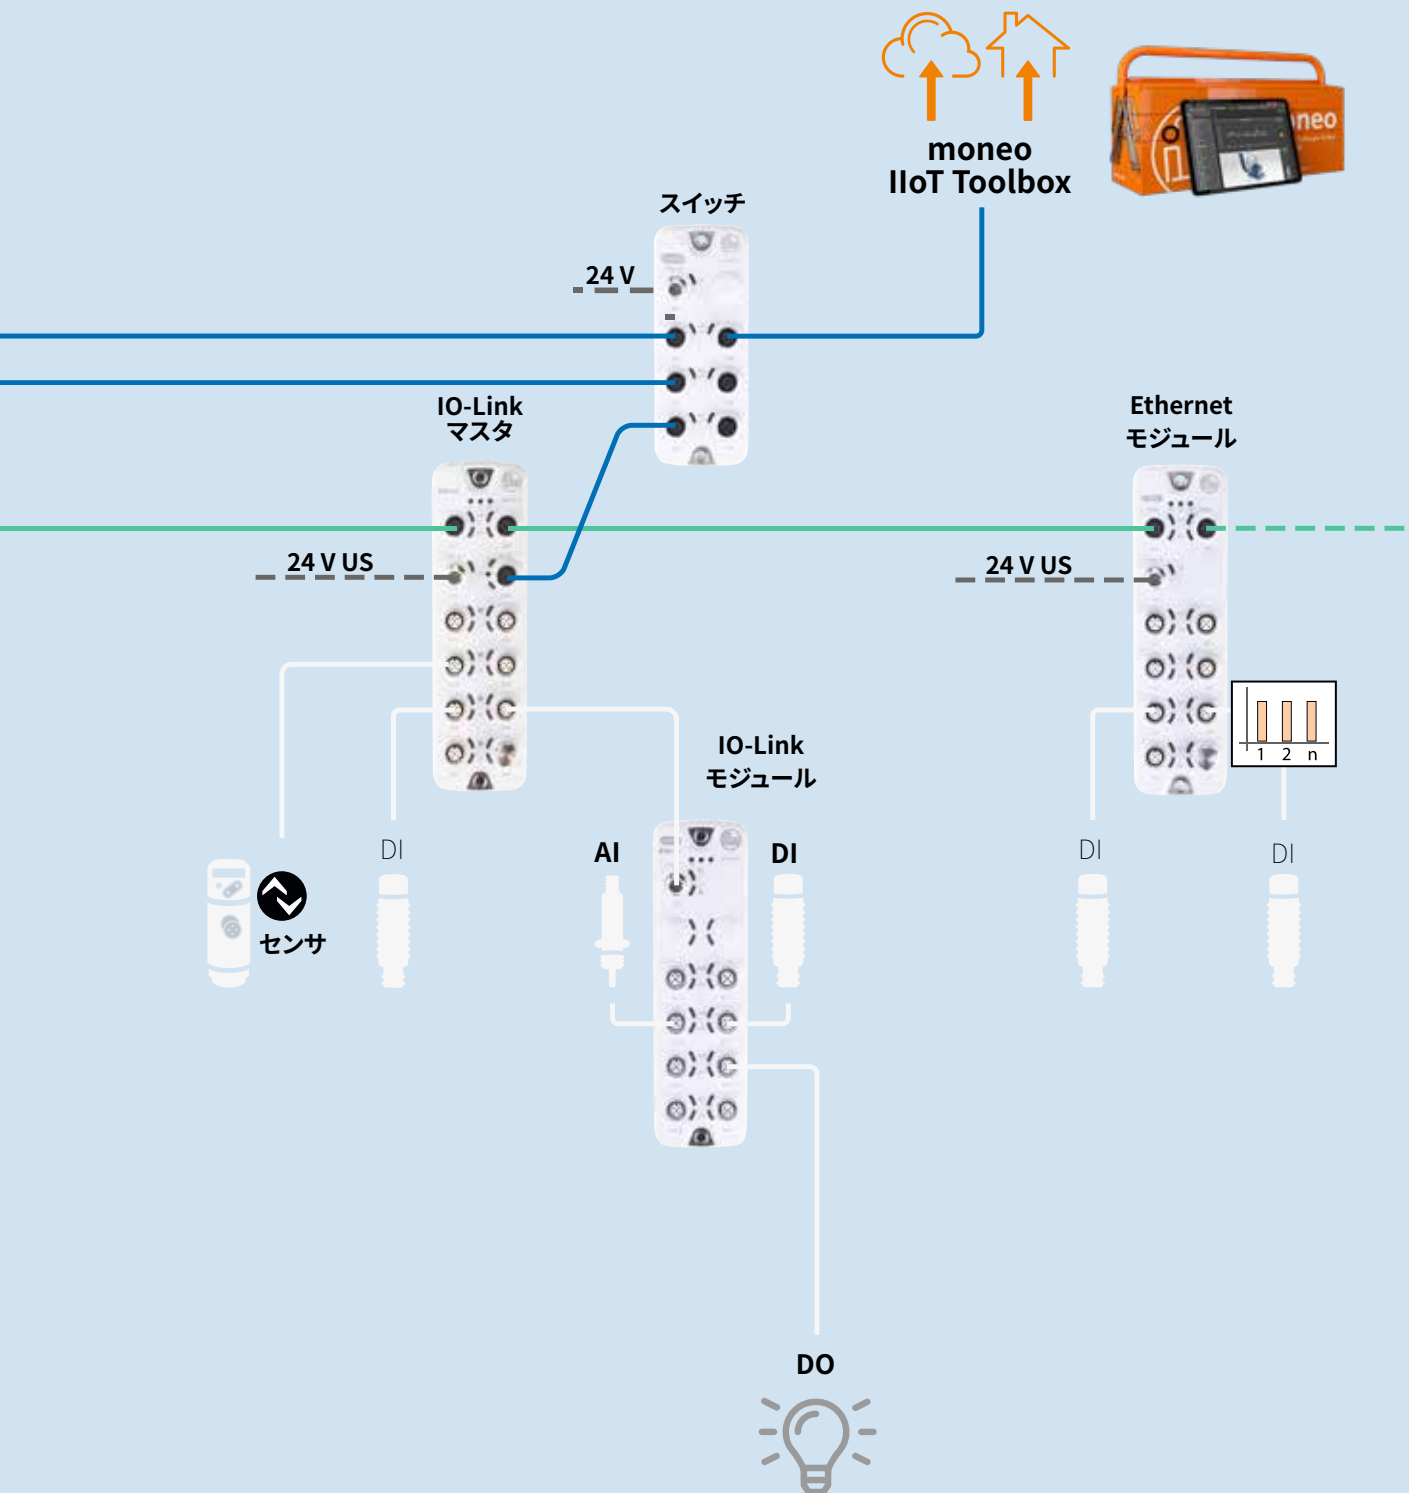 moneo
IIoT Toolbox
neo
スイッチ
24 V
IO-Link
マスタ
Ethernet
モジュール
24 V US
24 V US
IO-Link
モジュール
1 2 n
DI
AI
DI
DI
DI
センサ
DO